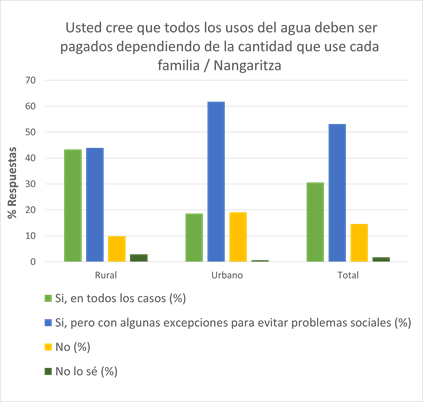 Usted cree que todos los usos del agua deben ser
pagados dependiendo de la cantidad que use cada
familia / Nangaritza
% Respuestas
70
60
50
40
30
20
10
0
Rural
Urbano
Total
Si, en todos los casos (%)
Si, pero con algunas excepciones para evitar problemas sociales (%)
No (%)
No lo sé (%)